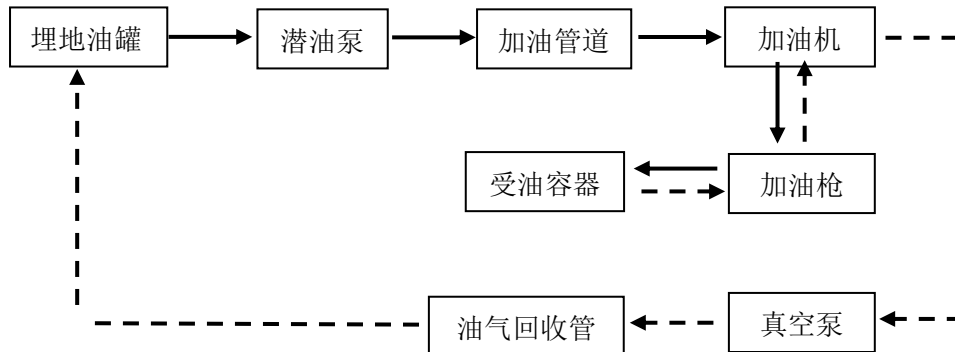 埋地油罐
潜油泵
加油管道
加油机
受油容器
加油枪
油气回收管
真空泵